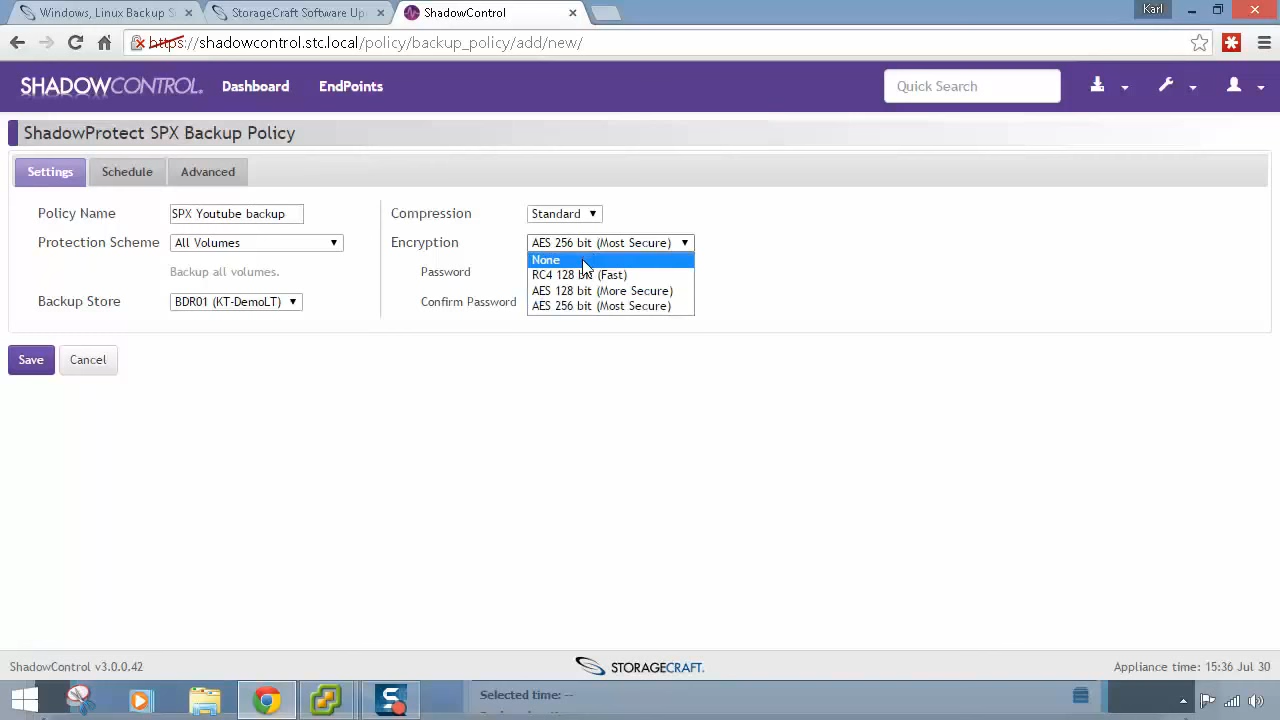 Windows, Linux Backup S
StorageCraft Software Up
ShadowControl
Karl
https://shadowcontrol.stc.local/policy/backup_policy/add/new/
SHADOWCONTROL.
Dashboard
EndPoints
Quick Search
ShadowProtect SPX Backup Policy
Settings
Schedule
Advanced
Policy Name
SPX Youtube backup
Compression
Standard
Protection Scheme
All Volumes
Encryption
AES 256 bit (Most Secure)
None
RC4 128 bit (Fast)
AES 128 bit (More Secure)
AES 256 bit (Most Secure)
Backup all volumes.
Password
Backup Store
BDR01 (KT-DemoLT)
Confirm Password
Save
Cancel
ShadowControl v3.0.0.42
STORAGECRAFT.
Appliance time: 15:36 Jul 30
Selected time: --